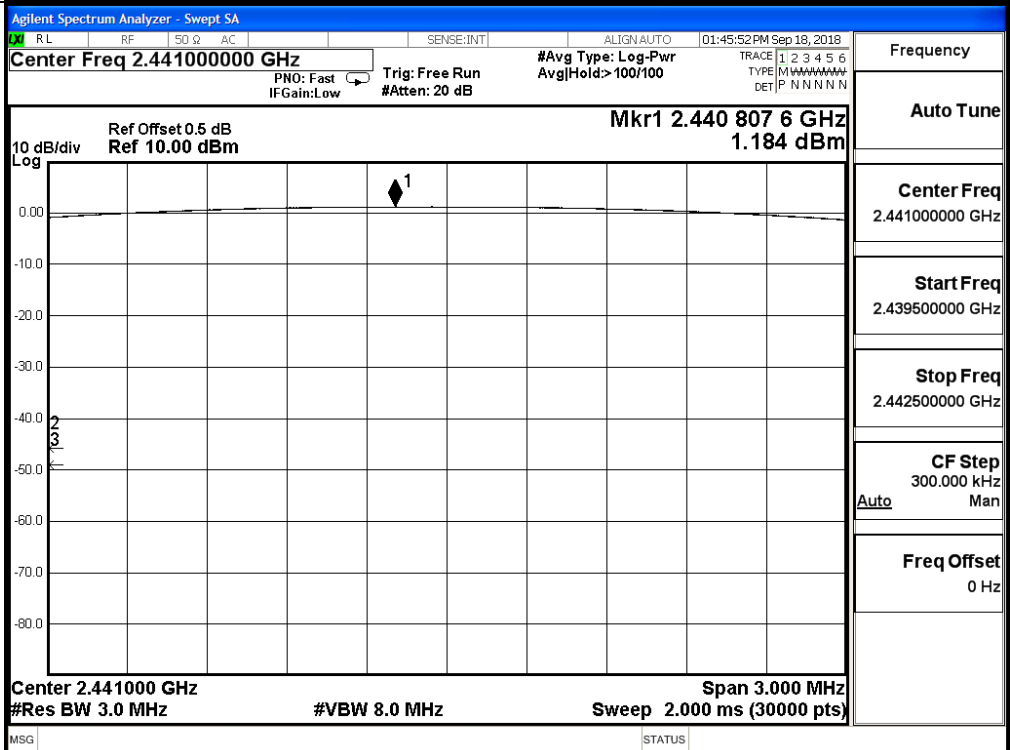 Agilent Spectrum Analyzer - Swept SA
LXI RL RF 50 Ω AC SENSE:INT ALIGN AUTO 01:45:52 PM Sep 18, 2018
Center Freq 2.441000000 GHz
PNO: Fast
IFGain:Low
Trig: Free Run
#Atten: 20 dB
#Avg Type: Log-Pwr
Avg|Hold:>100/100
TRACE 1 2 3 4 5 6
TYPE M WWWWW
DET P N N N N N
Mkr1 2.440 807 6 GHz
1.184 dBm
Ref Offset 0.5 dB
10 dB/div Ref 10.00 dBm
Log
1
0.00
-10.0
-20.0
-30.0
-40.0
2
3
-50.0
-60.0
-70.0
-80.0
Center 2.441000 GHz Span 3.000 MHz
#Res BW 3.0 MHz #VBW 8.0 MHz Sweep 2.000 ms (30000 pts)
MSG STATUS
Frequency
Auto Tune
Center Freq
2.441000000 GHz
Start Freq
2.439500000 GHz
Stop Freq
2.442500000 GHz
CF Step
300.000 kHz
Auto Man
Freq Offset
0 Hz